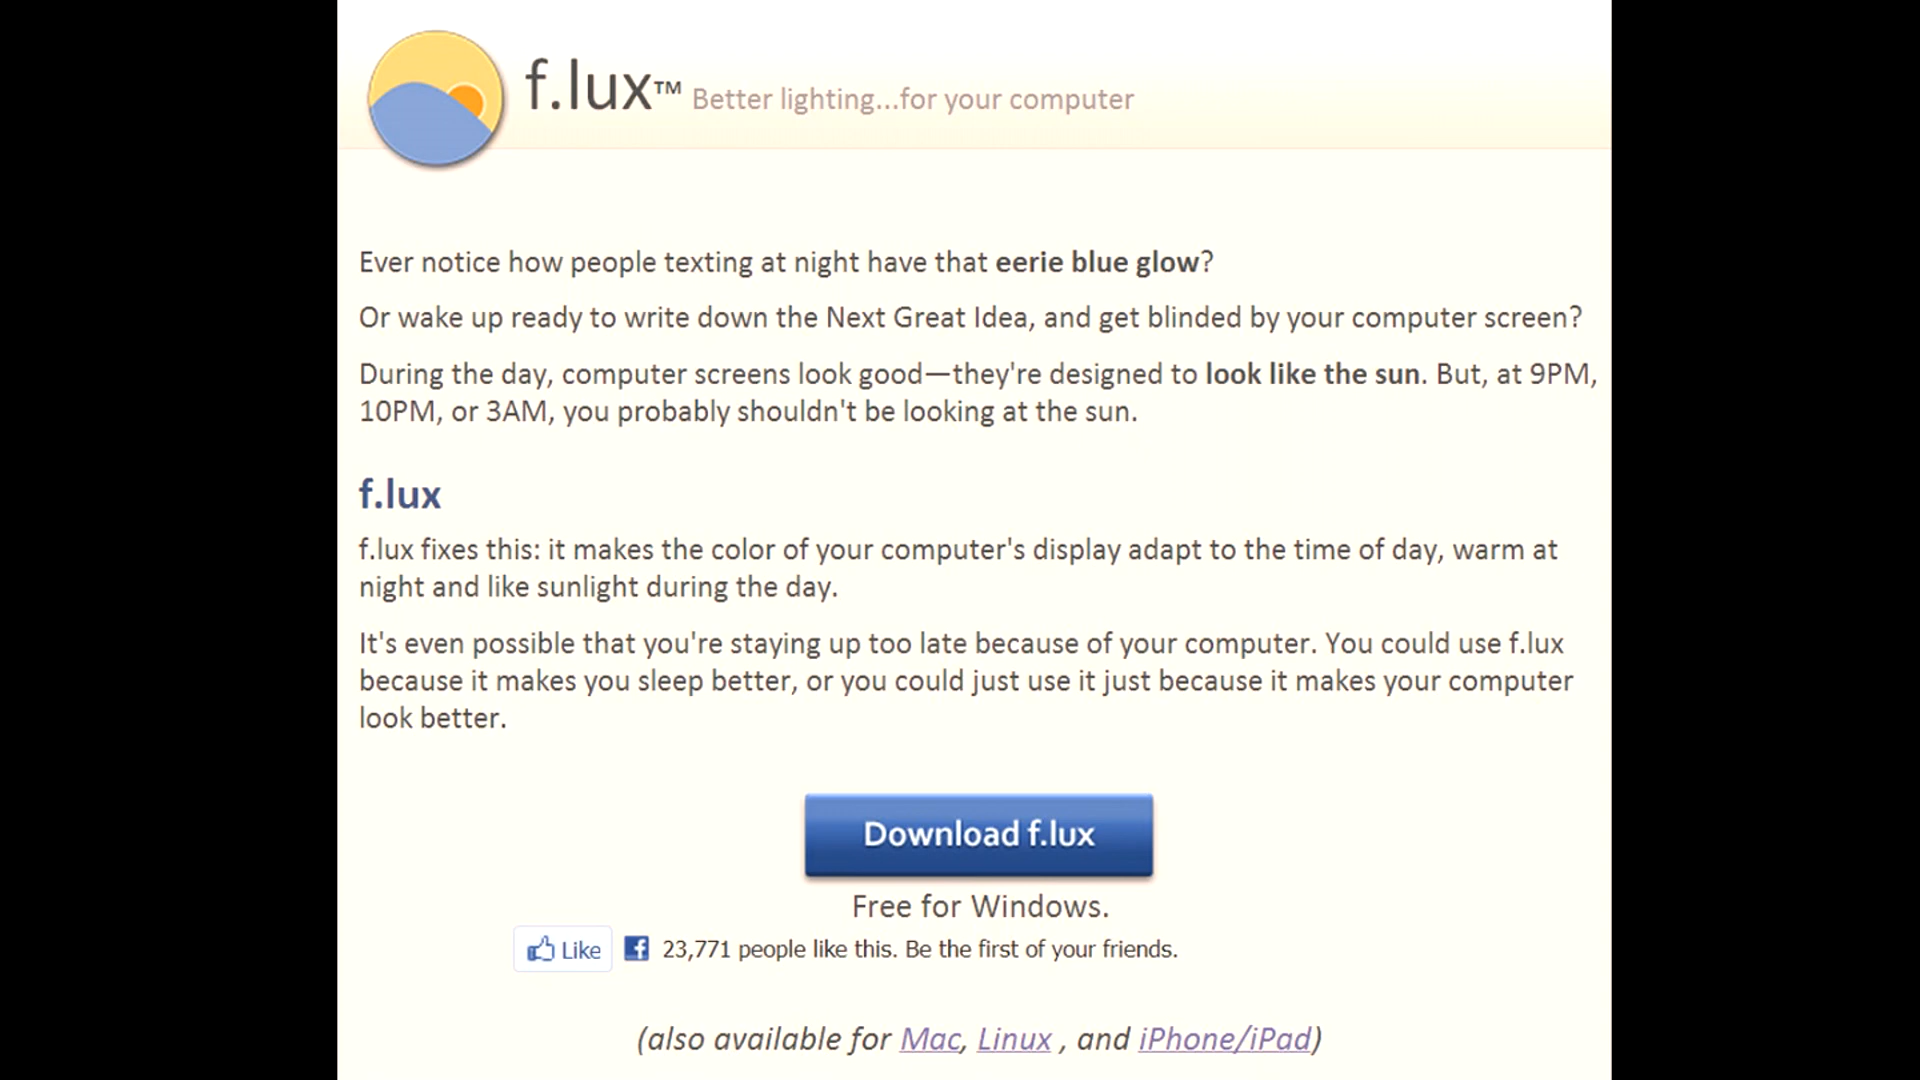 f.lux™ Better lighting...for your computer
Ever notice how people texting at night have that eerie blue glow?
Or wake up ready to write down the Next Great Idea, and get blinded by your computer screen?
During the day, computer screens look good—they're designed to look like the sun. But, at 9PM,
10PM, or 3AM, you probably shouldn't be looking at the sun.
f.lux
f.lux fixes this: it makes the color of your computer's display adapt to the time of day, warm at
night and like sunlight during the day.
It's even possible that you're staying up too late because of your computer. You could use f.lux
because it makes you sleep better, or you could just use it just because it makes your computer
look better.
Download f.lux
Free for Windows.
Like 23,771 people like this. Be the first of your friends.
(also available for Mac, Linux , and iPhone/iPad)